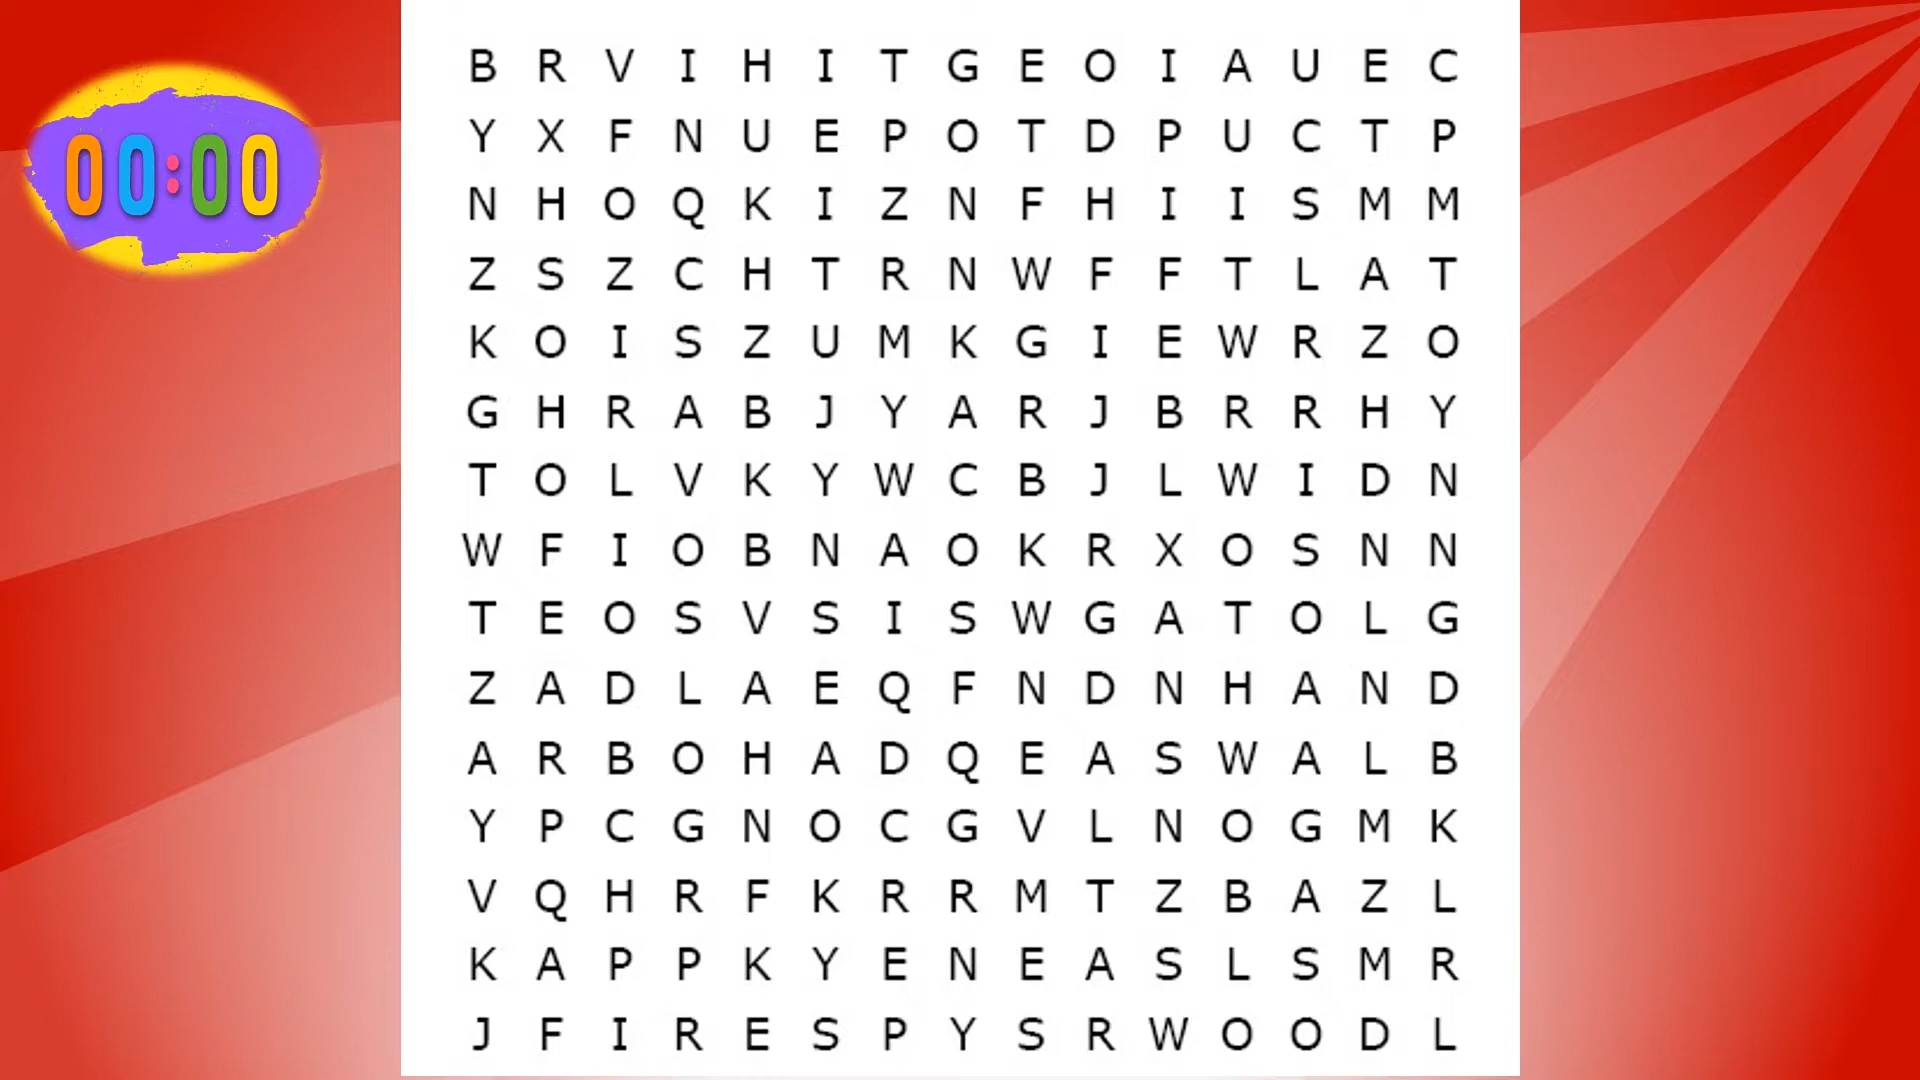 00:00
B R V I H I T G E O I A U E C
Y X F N U E P O T D P U C T P
N H O Q K I Z N F H I I S M M
Z S Z C H T R N W F F T L A T
K O I S Z U M K G I E W R Z O
G H R A B J Y A R J B R R H Y
T O L V K Y W C B J L W I D N
W F I O B N A O K R X O S N N
T E O S V S I S W G A T O L G
Z A D L A E Q F N D N H A N D
A R B O H A D Q E A S W A L B
Y P C G N O C G V L N O G M K
V Q H R F K R R M T Z B A Z L
K A P P K Y E N E A S L S M R
J F I R E S P Y S R W O O D L